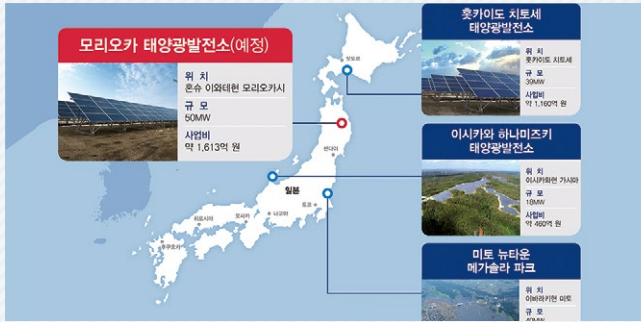 모리오카 태양광발전소(예정)
위 치
혼슈 이와테현 모리오카시
규 모
50MW
사업비
약 1,613억 원
홋카이도 치토세
태양광발전소
위 치
홋카이도 치토세
규 모
39MW
사업비
약 1,160억 원
이시카와 하나미즈키
태양광발전소
위 치
이시카와현 가시마
규 모
18MW
사업비
약 460억 원
미토 뉴타운
메가솔라 파크
위 치
이바라키현 미토
규 모
40MW
삿포로
센다이
일본
도쿄
나고야
오사카
히로시마
후쿠오카